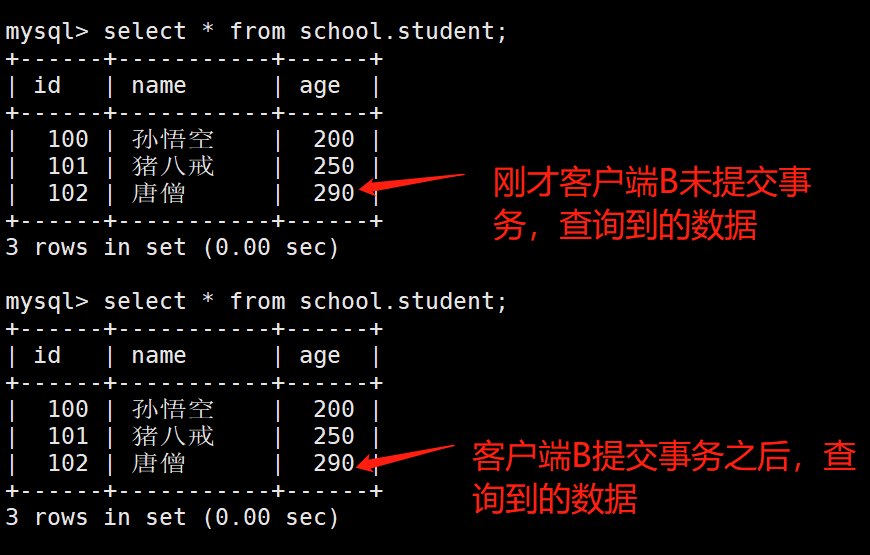 mysql> select * from school.student;
+------+-----------+------+
| id   | name      | age  |
+------+-----------+------+
|  100 | 孙悟空    |  200 |
|  101 | 猪八戒    |  250 |
|  102 | 唐僧      |  290 |
+------+-----------+------+
3 rows in set (0.00 sec)
刚才客户端B未提交事
务，查询到的数据
mysql> select * from school.student;
+------+-----------+------+
| id   | name      | age  |
+------+-----------+------+
|  100 | 孙悟空    |  200 |
|  101 | 猪八戒    |  250 |
|  102 | 唐僧      |  290 |
+------+-----------+------+
3 rows in set (0.00 sec)
客户端B提交事务之后，查
询到的数据